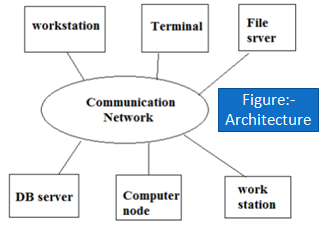 workstation
Terminal
File
srver
Communication
Network
Figure:-
Architecture
DB server
Computer
node
work
station